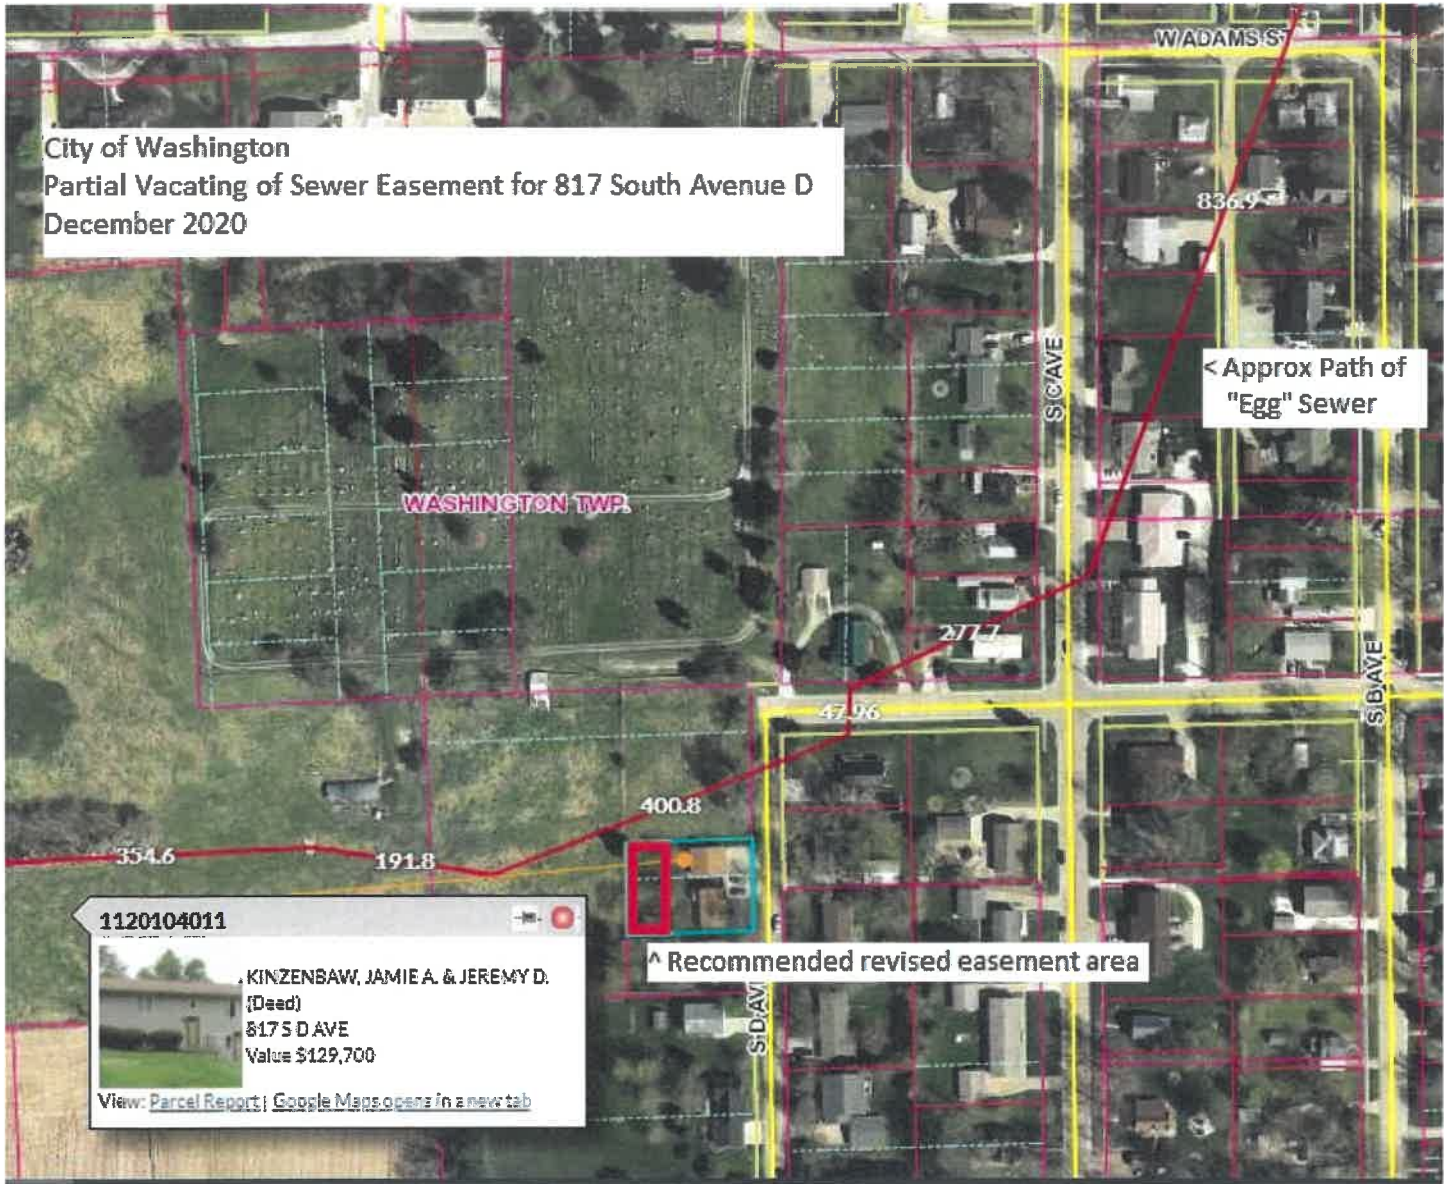 W ADAMS ST
City of Washington
Partial Vacating of Sewer Easement for 817 South Avenue D
December 2020
836.9
S C AVE
< Approx Path of
"Egg" Sewer
WASHINGTON TWP.
277.7
47.96
S B AVE
400.8
354.6
191.8
1120104011
^ Recommended revised easement area
KINZENBAW, JAMIE A. & JEREMY D.
(Deed)
817 S D AVE
Value $129,700
S D AVE
View: Parcel Report | Google Maps opens in a new tab